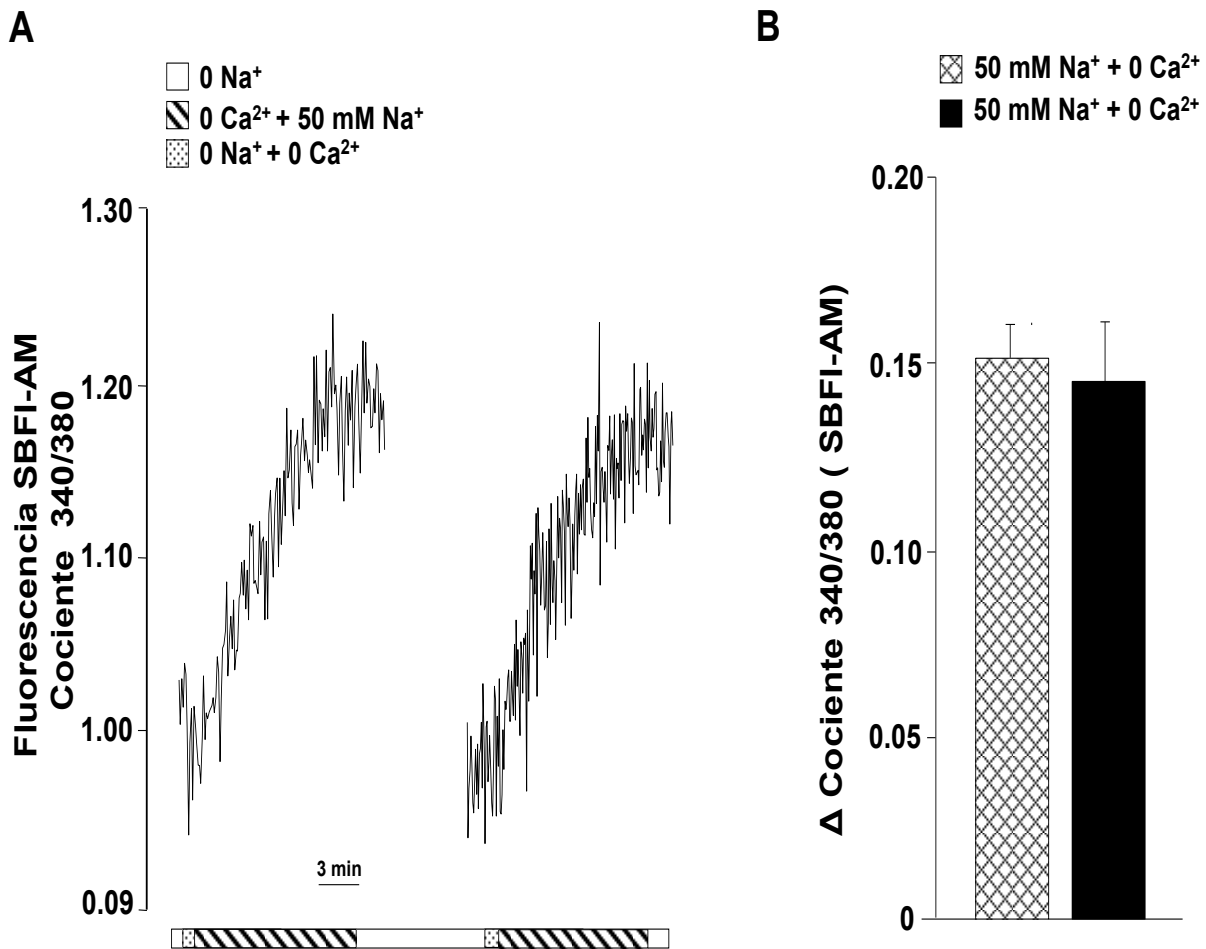 A
0 Na⁺
0 Ca²⁺ + 50 mM Na⁺
0 Na⁺ + 0 Ca²⁺
Fluorescencia SBFI-AM
Cociente 340/380
1.30
1.20
1.10
1.00
0.09
3 min
B
50 mM Na⁺ + 0 Ca²⁺
50 mM Na⁺ + 0 Ca²⁺
Δ Cociente 340/380 ( SBFI-AM)
0.20
0.15
0.10
0.05
0